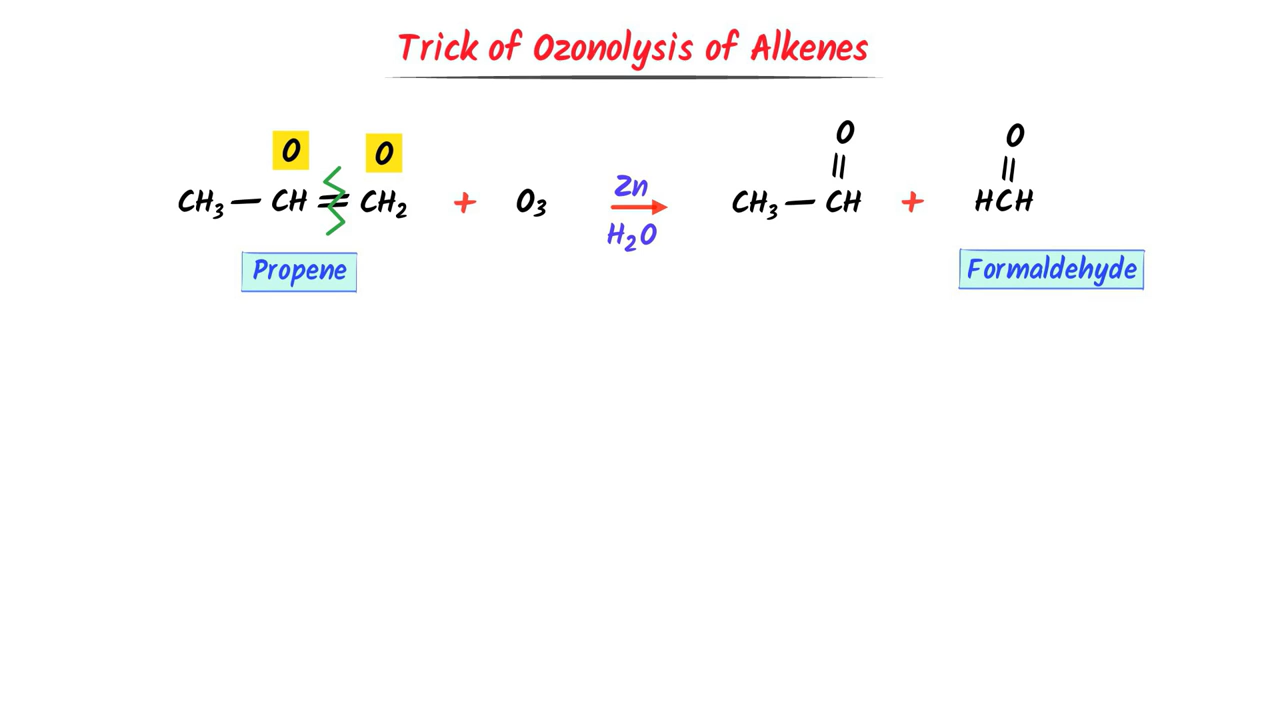 Trick of Ozonolysis of Alkenes
O O O O
CH₃ — CH = CH₂ + O₃ Zn H₂O CH₃ — CH + HCH
Propene Formaldehyde